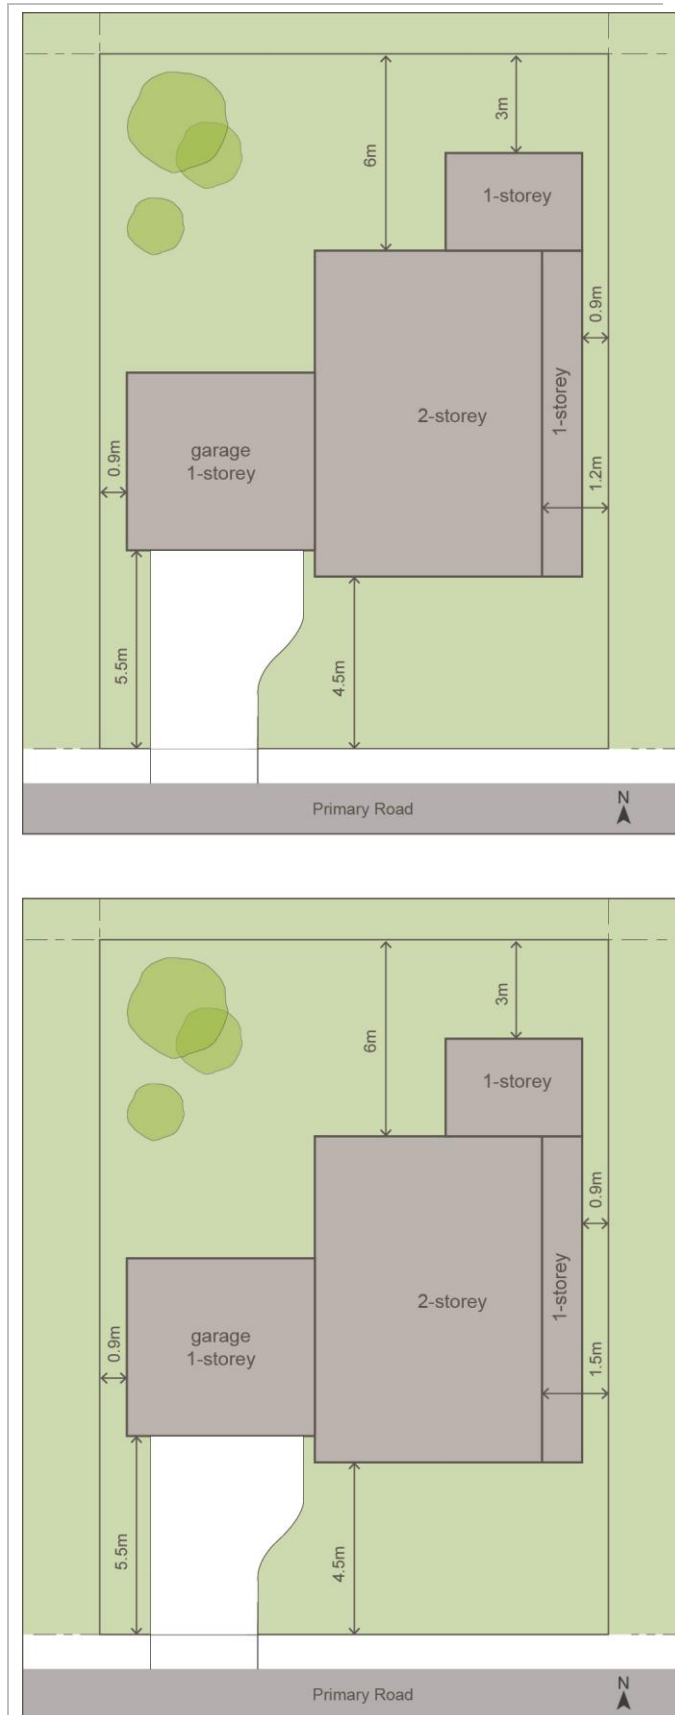 3m
6m
1-storey
0.9m
2-storey
1-storey
garage
1-storey
0.9m
1.2m
5.5m
4.5m
Primary Road
N
3m
6m
1-storey
0.9m
2-storey
1-storey
garage
1-storey
0.9m
1.5m
5.5m
4.5m
Primary Road
N